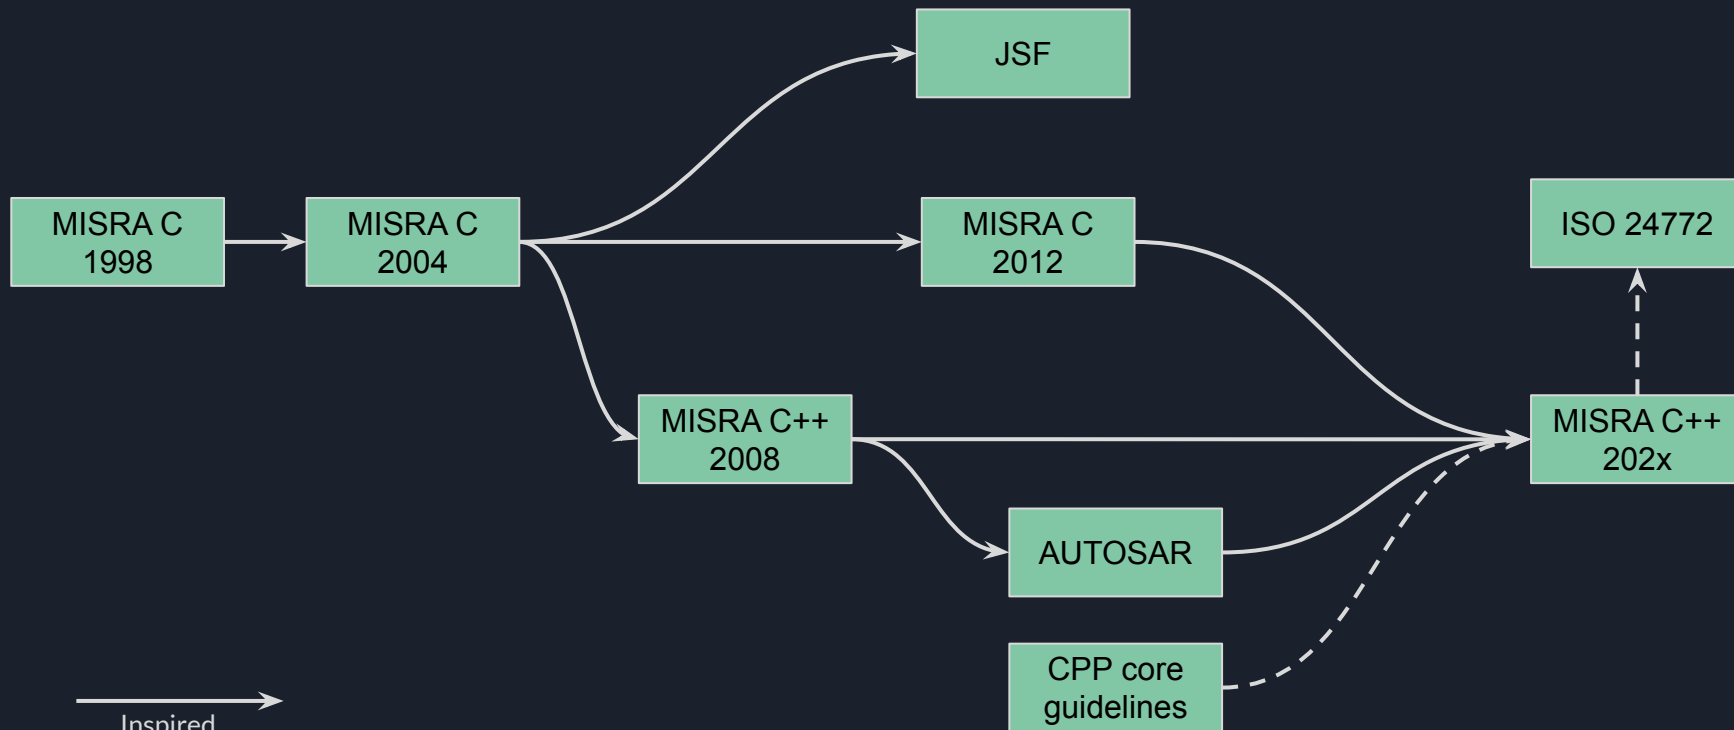 JSF
MISRA C
1998
MISRA C
2004
MISRA C
2012
ISO 24772
MISRA C++
2008
MISRA C++
202x
AUTOSAR
CPP core
guidelines
Inspired